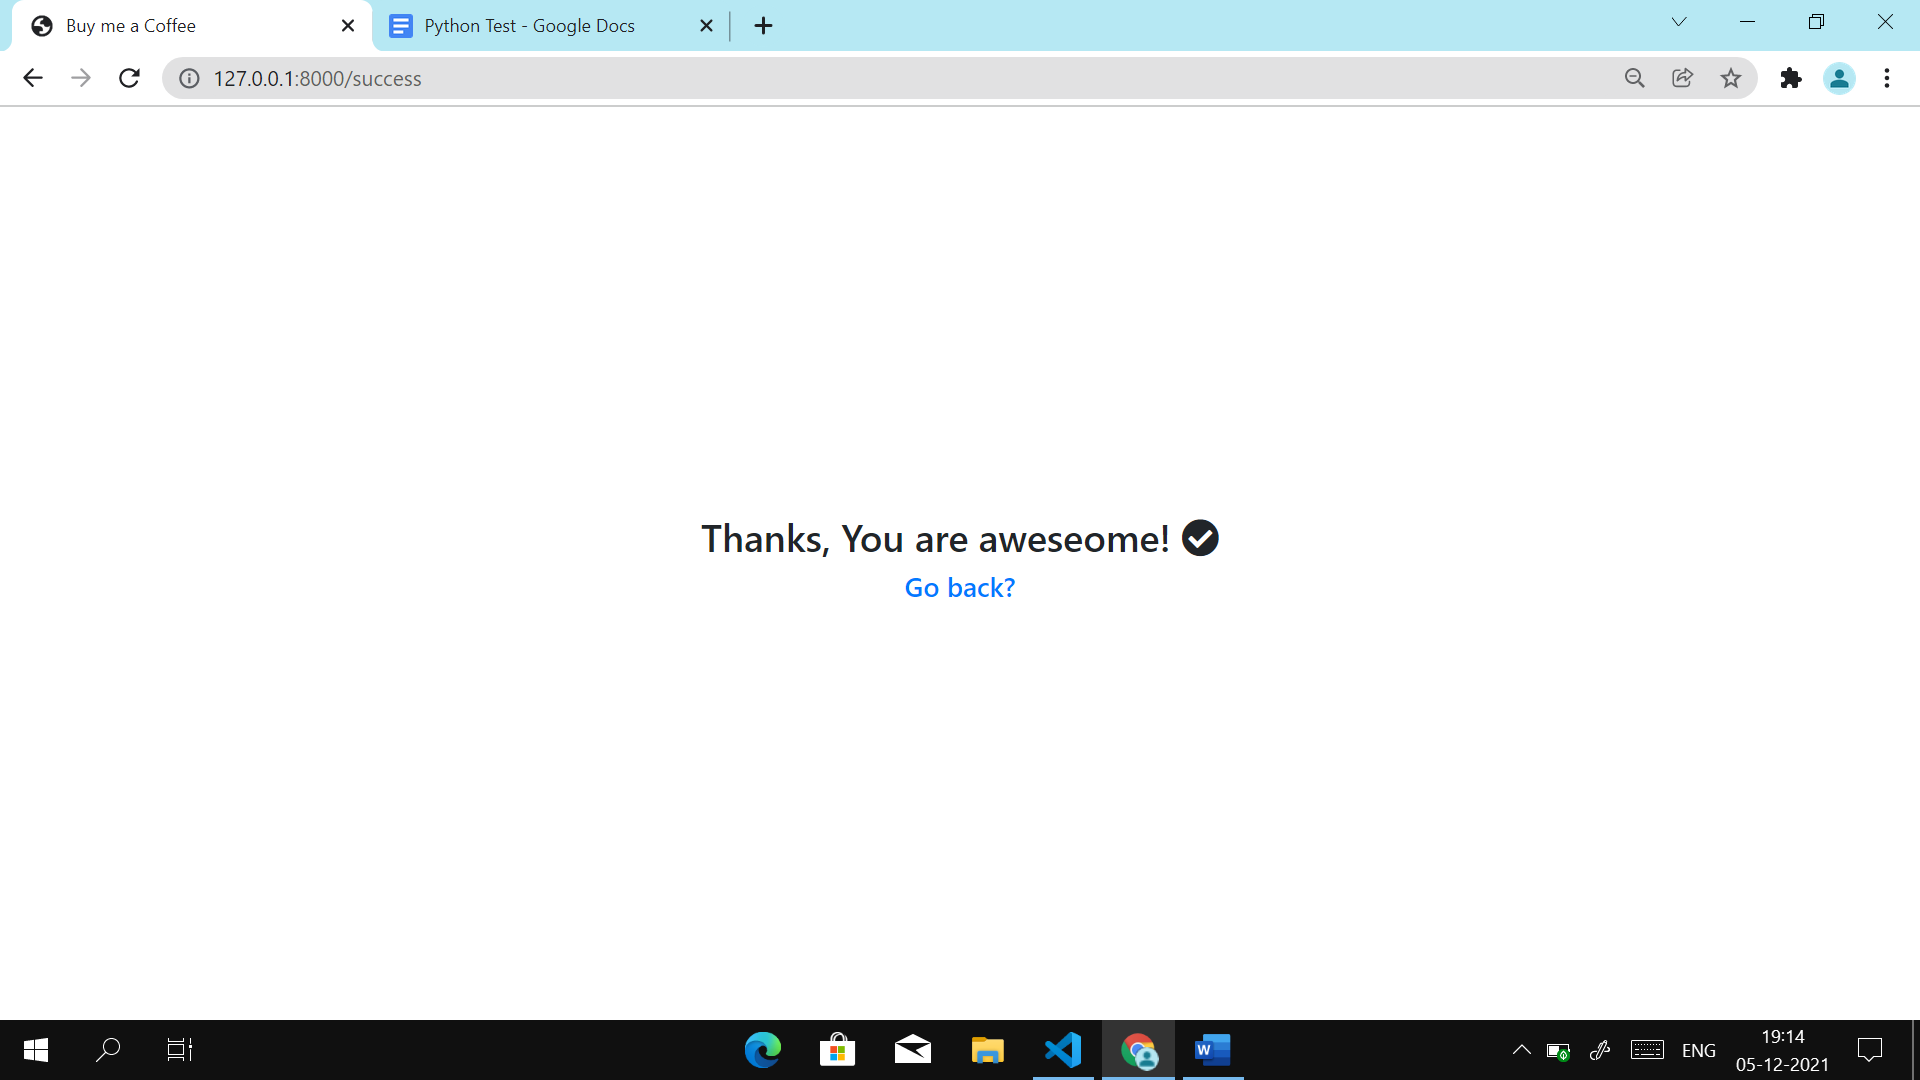 Buy me a Coffee
Python Test - Google Docs
127.0.0.1:8000/success
Thanks, You are aweseome!
Go back?
W
ENG
19:14
05-12-2021